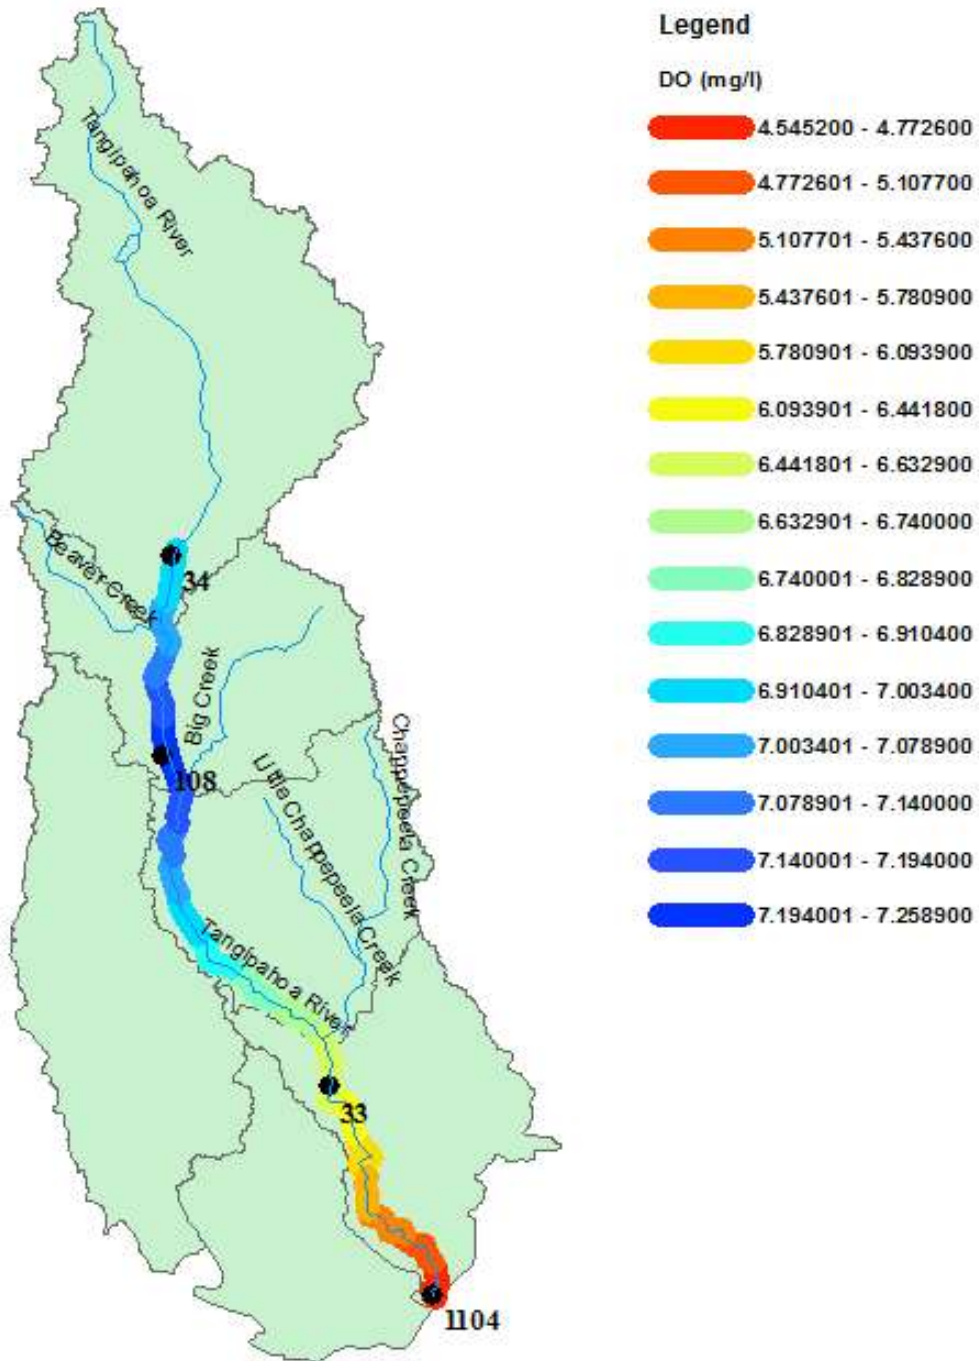 Legend
DO (mg/l)
4.545200 - 4.772600
4.772601 - 5.107700
5.107701 - 5.437600
5.437601 - 5.780900
5.780901 - 6.093900
6.093901 - 6.441800
6.441801 - 6.632900
6.632901 - 6.740000
6.740001 - 6.828900
6.828901 - 6.910400
6.910401 - 7.003400
7.003401 - 7.078900
7.078901 - 7.140000
7.140001 - 7.194000
7.194001 - 7.258900
Tangipahoa River
Beaver Creek
34
Big Creek
108
Little Chappepeela Creek
Chappepeela Creek
Tangipahoa River
33
1104